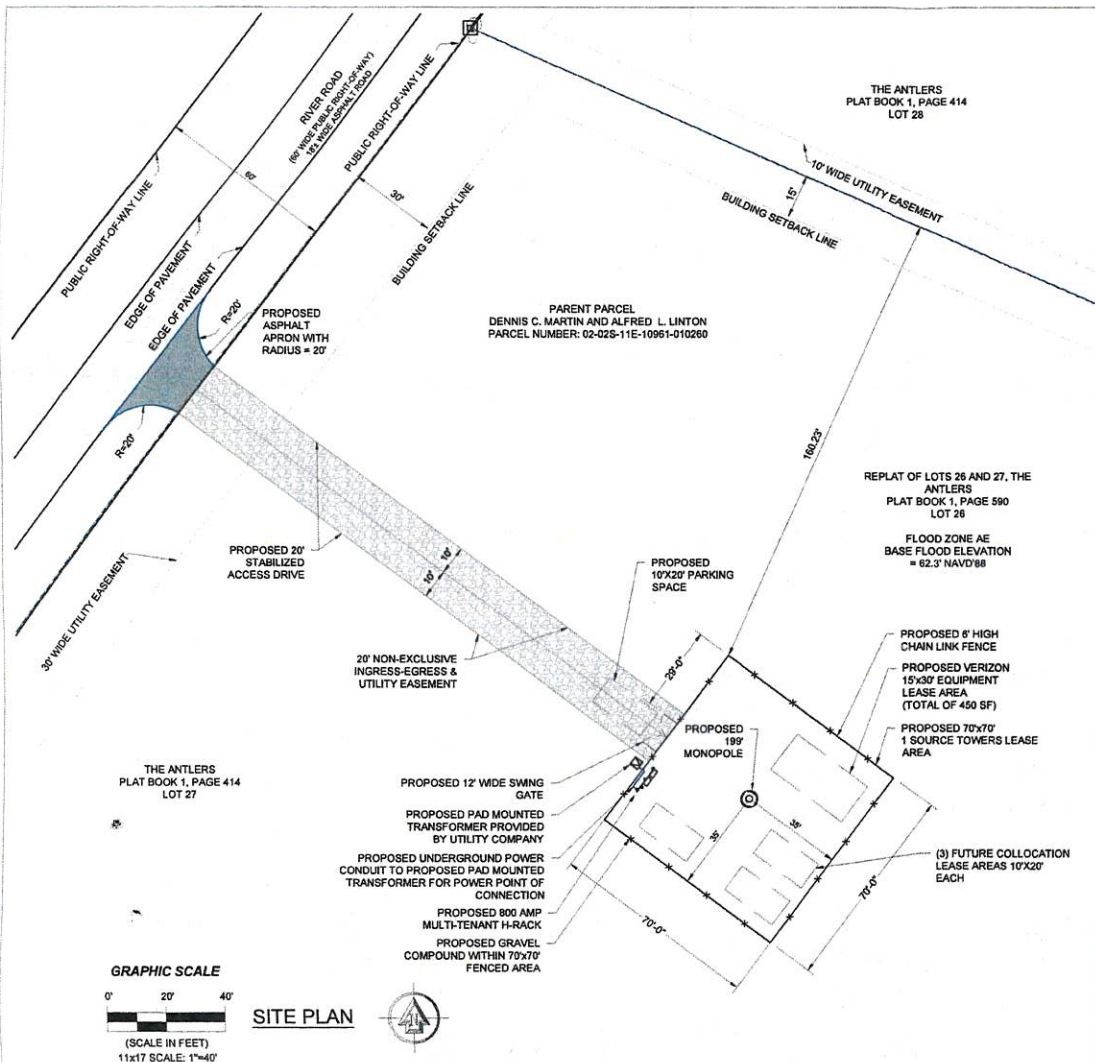 THE ANTLERS
PLAT BOOK 1, PAGE 414
LOT 28
RIVER ROAD
(60' WIDE PUBLIC RIGHT-OF-WAY)
18'± WIDE ASPHALT ROAD
PUBLIC RIGHT-OF-WAY LINE
PUBLIC RIGHT-OF-WAY LINE
60'
30'
BUILDING SETBACK LINE
10' WIDE UTILITY EASEMENT
15'
BUILDING SETBACK LINE
EDGE OF PAVEMENT
EDGE OF PAVEMENT
R=20'
PROPOSED
ASPHALT
APRON WITH
RADIUS = 20'
PARENT PARCEL
DENNIS C. MARTIN AND ALFRED L. LINTON
PARCEL NUMBER: 02-02S-11E-10961-010260
R=20'
160.23'
REPLAT OF LOTS 26 AND 27, THE
ANTLERS
PLAT BOOK 1, PAGE 590
LOT 26
FLOOD ZONE AE
BASE FLOOD ELEVATION
= 62.3' NAVD'88
PROPOSED 20'
STABILIZED
ACCESS DRIVE
10'
10'
30' WIDE UTILITY EASEMENT
PROPOSED
10'X20' PARKING
SPACE
20' NON-EXCLUSIVE
INGRESS-EGRESS &
UTILITY EASEMENT
29'-0"
PROPOSED 6' HIGH
CHAIN LINK FENCE
PROPOSED VERIZON
15'x30' EQUIPMENT
LEASE AREA
(TOTAL OF 450 SF)
PROPOSED 70'x70'
1 SOURCE TOWERS LEASE
AREA
PROPOSED
199'
MONOPOLE
THE ANTLERS
PLAT BOOK 1, PAGE 414
LOT 27
PROPOSED 12' WIDE SWING
GATE
PROPOSED PAD MOUNTED
TRANSFORMER PROVIDED
BY UTILITY COMPANY
PROPOSED UNDERGROUND POWER
CONDUIT TO PROPOSED PAD MOUNTED
TRANSFORMER FOR POWER POINT OF
CONNECTION
PROPOSED 800 AMP
MULTI-TENANT H-RACK
PROPOSED GRAVEL
COMPOUND WITHIN 70'x70'
FENCED AREA
35'
35'
(3) FUTURE COLLOCATION
LEASE AREAS 10'X20'
EACH
70'-0"
70'-0"
GRAPHIC SCALE
0' 20' 40'
(SCALE IN FEET)
11x17 SCALE: 1"=40'
SITE PLAN